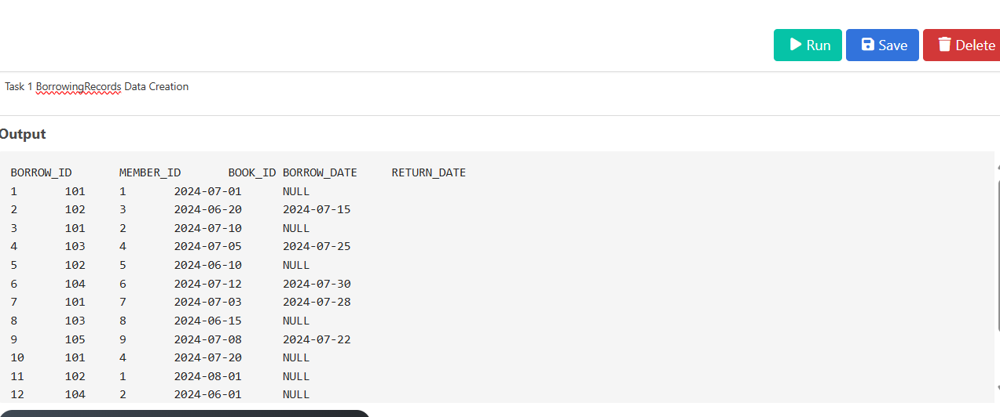 Run Save Delete
Task 1 BorrowingRecords Data Creation
Output
BORROW_ID MEMBER_ID BOOK_ID BORROW_DATE RETURN_DATE
1 101 1 2024-07-01 NULL
2 102 3 2024-06-20 2024-07-15
3 101 2 2024-07-10 NULL
4 103 4 2024-07-05 2024-07-25
5 102 5 2024-06-10 NULL
6 104 6 2024-07-12 2024-07-30
7 101 7 2024-07-03 2024-07-28
8 103 8 2024-06-15 NULL
9 105 9 2024-07-08 2024-07-22
10 101 4 2024-07-20 NULL
11 102 1 2024-08-01 NULL
12 104 2 2024-06-01 NULL